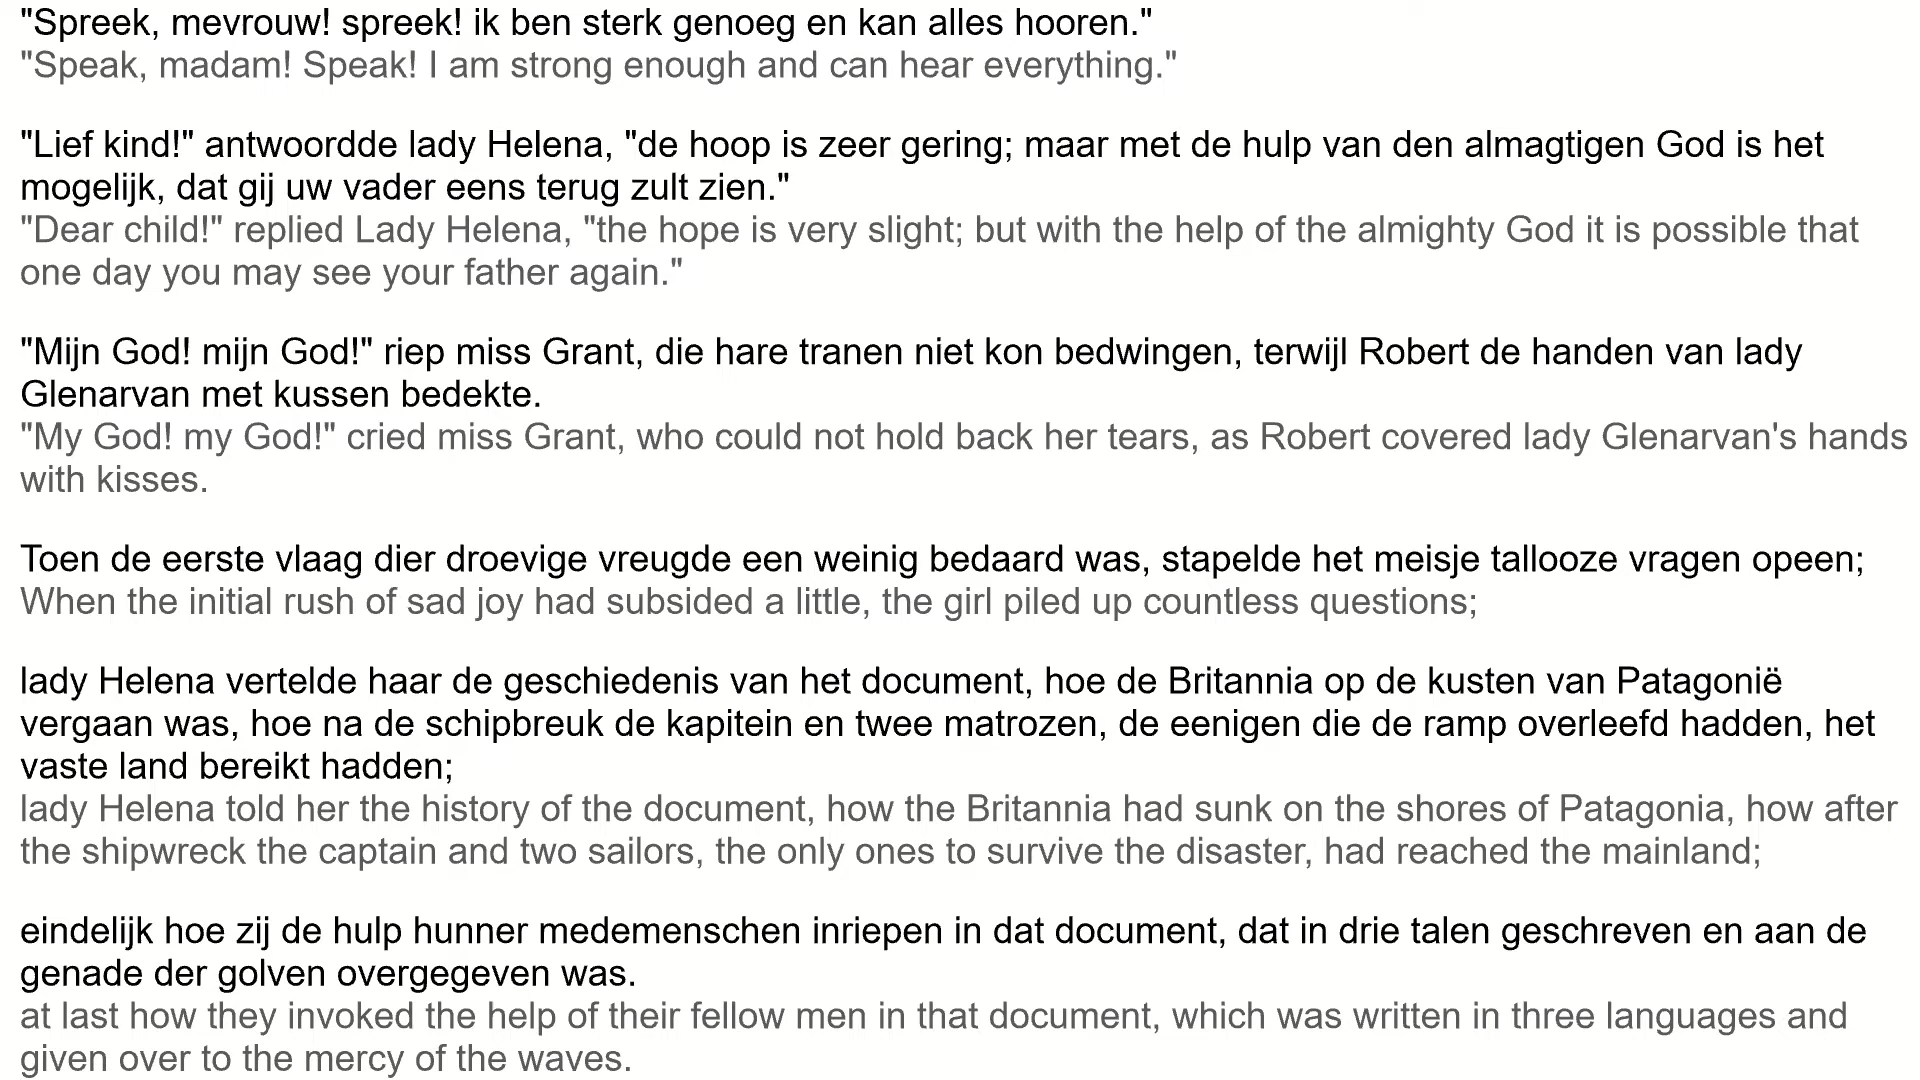 "Spreek, mevrouw! spreek! ik ben sterk genoeg en kan alles hooren."
"Speak, madam! Speak! I am strong enough and can hear everything."
"Lief kind!" antwoordde lady Helena, "de hoop is zeer gering; maar met de hulp van den almagtigen God is het
mogelijk, dat gij uw vader eens terug zult zien."
"Dear child!" replied Lady Helena, "the hope is very slight; but with the help of the almighty God it is possible that
one day you may see your father again."
"Mijn God! mijn God!" riep miss Grant, die hare tranen niet kon bedwingen, terwijl Robert de handen van lady
Glenarvan met kussen bedekte.
"My God! my God!" cried miss Grant, who could not hold back her tears, as Robert covered lady Glenarvan's hands
with kisses.
Toen de eerste vlaag dier droevige vreugde een weinig bedaard was, stapelde het meisje tallooze vragen opeen;
When the initial rush of sad joy had subsided a little, the girl piled up countless questions;
lady Helena vertelde haar de geschiedenis van het document, hoe de Britannia op de kusten van Patagonië
vergaan was, hoe na de schipbreuk de kapitein en twee matrozen, de eenigen die de ramp overleefd hadden, het
vaste land bereikt hadden;
lady Helena told her the history of the document, how the Britannia had sunk on the shores of Patagonia, how after
the shipwreck the captain and two sailors, the only ones to survive the disaster, had reached the mainland;
eindelijk hoe zij de hulp hunner medemenschen inriepen in dat document, dat in drie talen geschreven en aan de
genade der golven overgegeven was.
at last how they invoked the help of their fellow men in that document, which was written in three languages and
given over to the mercy of the waves.